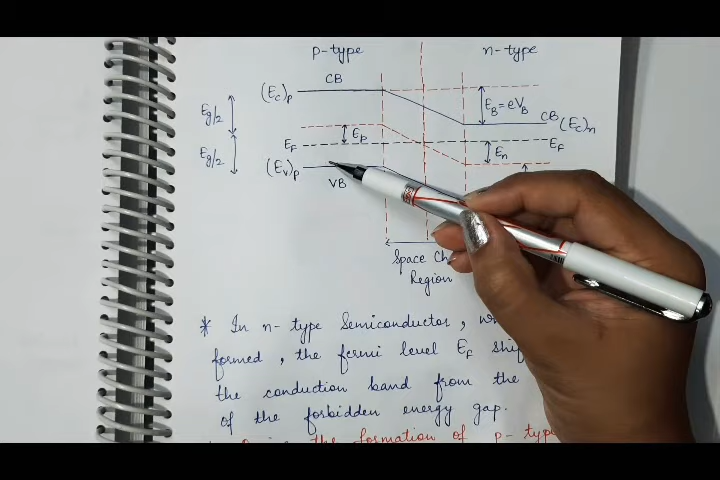 p-type n-type
CB
(Ec)p
Eg/2
EB = eVB
CB (Ec)n
Ep
EF EF
Eg/2
En
(Ev)p
VB
Space Ch
Region
* In n-type Semiconductor,
formed, the fermi level EF shif
the conduction band from the
of the forbidden energy gap.
the formation of p-type